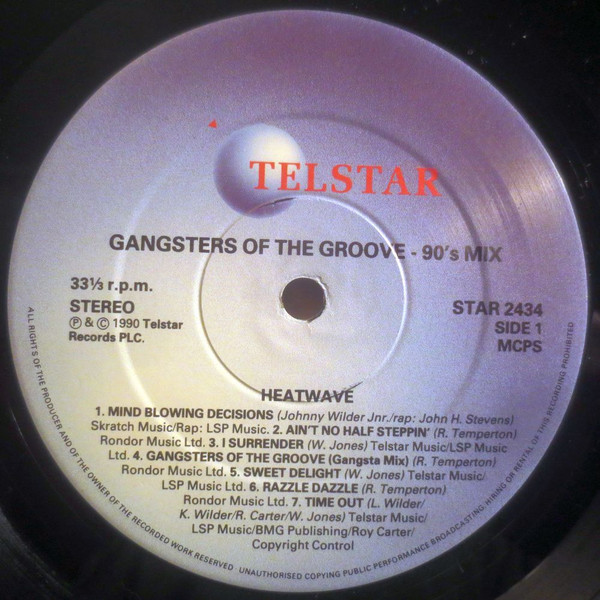 TELSTAR
GANGSTERS OF THE GROOVE - 90's MIX
33⅓ r.p.m.
STEREO
Ⓟ & © 1990 Telstar
Records PLC.
STAR 2434
SIDE 1
MCPS
HEATWAVE
1. MIND BLOWING DECISIONS (Johnny Wilder Jnr./rap: John H. Stevens)
Skratch Music/Rap: LSP Music. 2. AIN'T NO HALF STEPPIN' (R. Temperton)
Rondor Music Ltd. 3. I SURRENDER (W. Jones) Telstar Music/LSP Music
Ltd. 4. GANGSTERS OF THE GROOVE (Gangsta Mix) (R. Temperton)
Rondor Music Ltd. 5. SWEET DELIGHT (W. Jones) Telstar Music/
LSP Music Ltd. 6. RAZZLE DAZZLE (R. Temperton)
Rondor Music Ltd. 7. TIME OUT (L. Wilder/
K. Wilder/R. Carter/W. Jones) Telstar Music/
LSP Music/BMG Publishing/Roy Carter/
Copyright Control
ALL RIGHTS OF THE PRODUCER AND OF THE OWNER OF THE RECORDED WORK RESERVED · UNAUTHORISED COPYING PUBLIC PERFORMANCE BROADCASTING, HIRING OR RENTAL OF THIS RECORDING PROHIBITED